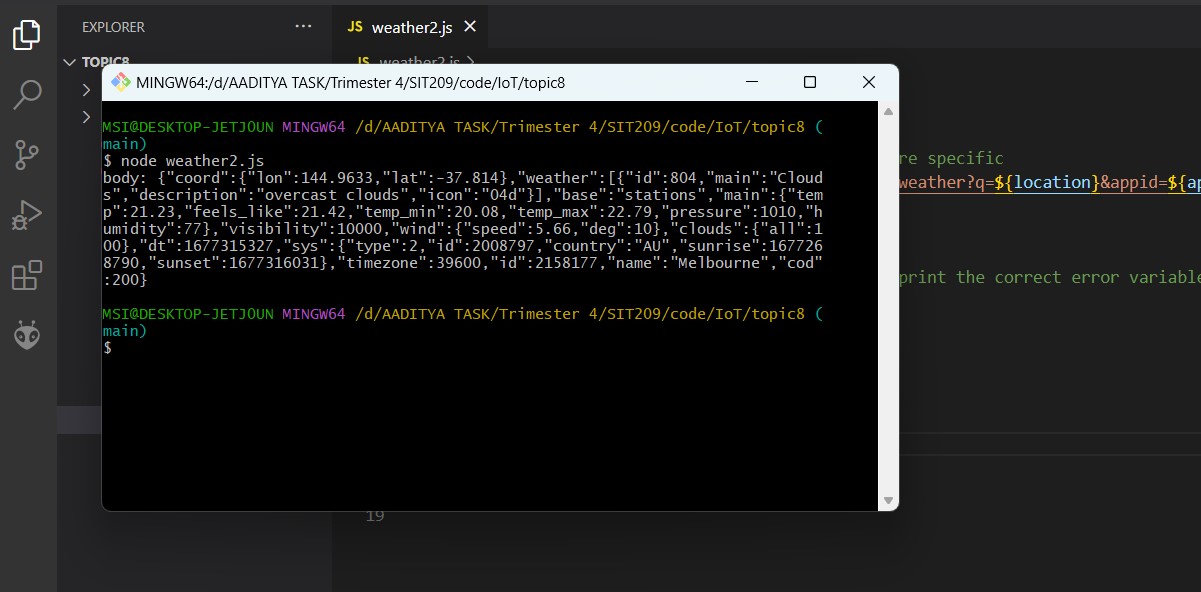 EXPLORER
JS weather2.js
TOPIC8
JS weather2.js >
MINGW64:/d/AADITYA TASK/Trimester 4/SIT209/code/IoT/topic8
MSI@DESKTOP-JETJOUN MINGW64 /d/AADITYA TASK/Trimester 4/SIT209/code/IoT/topic8 (
main)
$ node weather2.js
body: {"coord":{"lon":144.9633,"lat":-37.814},"weather":[{"id":804,"main":"Cloud
s","description":"overcast clouds","icon":"04d"}],"base":"stations","main":{"tem
p":21.23,"feels_like":21.42,"temp_min":20.08,"temp_max":22.79,"pressure":1010,"h
umidity":77},"visibility":10000,"wind":{"speed":5.66,"deg":10},"clouds":{"all":1
00},"dt":1677315327,"sys":{"type":2,"id":2008797,"country":"AU","sunrise":167726
8790,"sunset":1677316031},"timezone":39600,"id":2158177,"name":"Melbourne","cod"
:200}
MSI@DESKTOP-JETJOUN MINGW64 /d/AADITYA TASK/Trimester 4/SIT209/code/IoT/topic8 (
main)
$
re specific
weather?q=${location}&appid=${ap
print the correct error variable
19